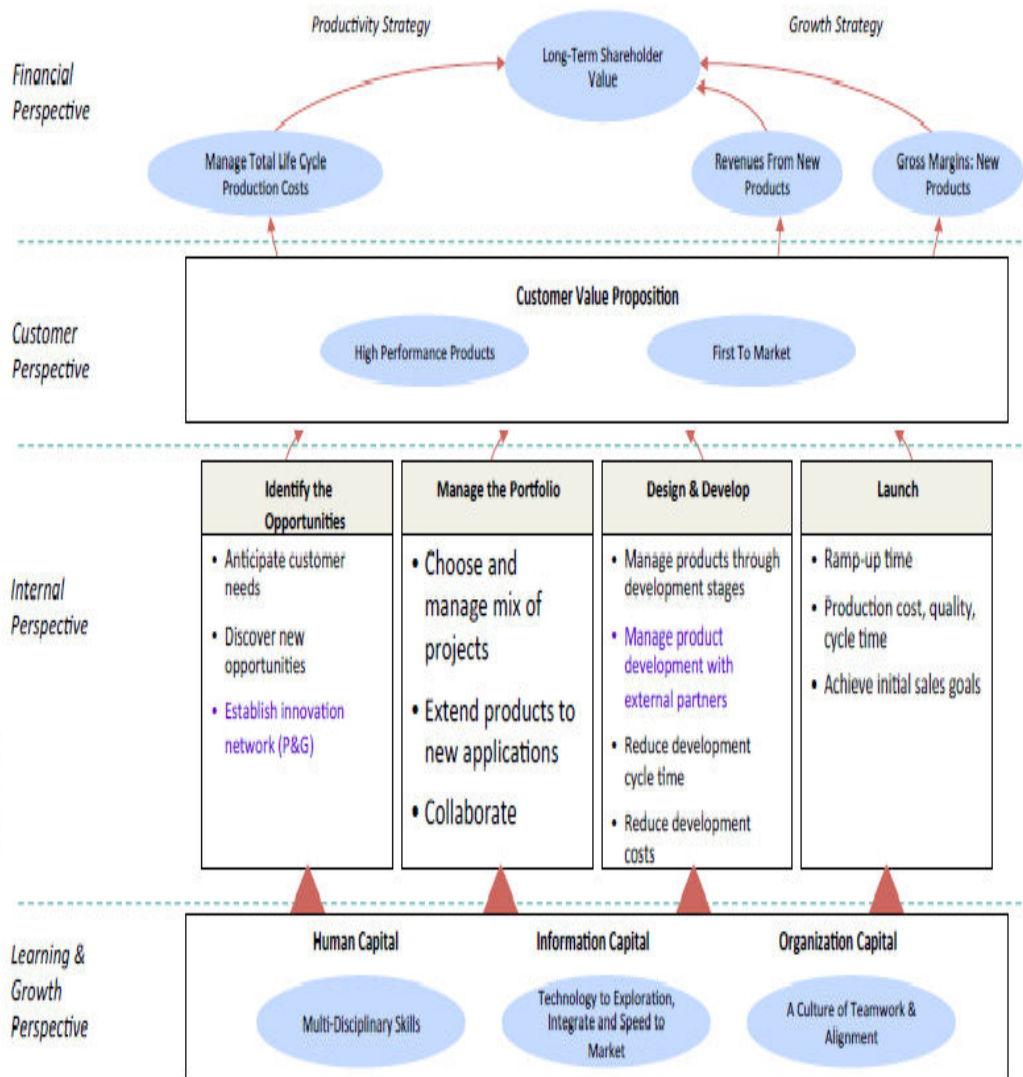 Productivity Strategy
Growth Strategy
Financial
Perspective
Long-Term Shareholder
Value
Manage Total Life Cycle
Production Costs
Revenues From New
Products
Gross Margins: New
Products
Customer
Perspective
Customer Value Proposition
High Performance Products
First To Market
Internal
Perspective
Identify the
Opportunities
• Anticipate customer
needs
• Discover new
opportunities
• Establish innovation
network (P&G)
Manage the Portfolio
• Choose and
manage mix of
projects
• Extend products to
new applications
• Collaborate
Design & Develop
• Manage products through
development stages
• Manage product
development with
external partners
• Reduce development
cycle time
• Reduce development
costs
Launch
• Ramp-up time
• Production cost, quality,
cycle time
• Achieve initial sales goals
Learning &
Growth
Perspective
Human Capital
Multi-Disciplinary Skills
Information Capital
Technology to Exploration,
Integrate and Speed to
Market
Organization Capital
A Culture of Teamwork &
Alignment